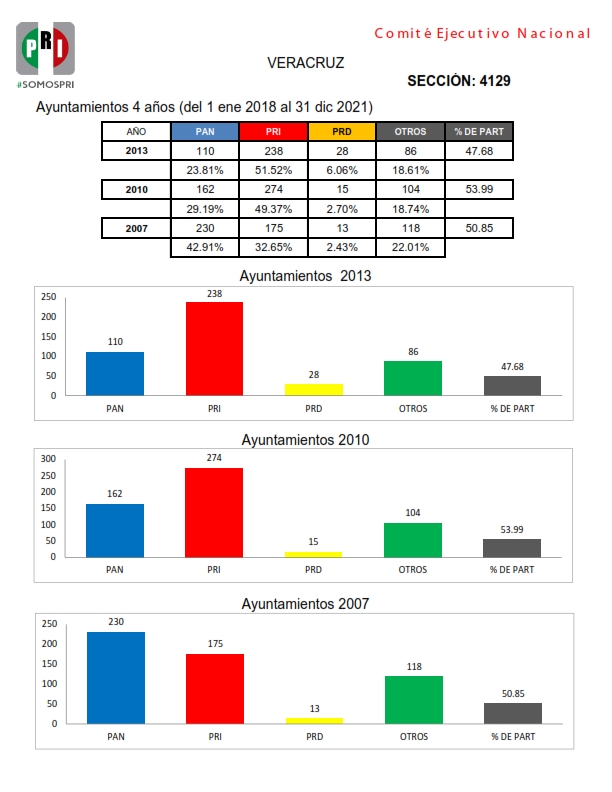 Comité Ejecutivo Nacional
PRI
#SOMOSPRI
VERACRUZ
SECCIÓN: 4129
Ayuntamientos 4 años (del 1 ene 2018 al 31 dic 2021)
AÑO PAN PRI PRD OTROS % DE PART
2013 110 238 28 86 47.68
23.81% 51.52% 6.06% 18.61%
2010 162 274 15 104 53.99
29.19% 49.37% 2.70% 18.74%
2007 230 175 13 118 50.85
42.91% 32.65% 2.43% 22.01%
Ayuntamientos 2013
250
200
150
100
50
0
110 238 28 86 47.68
PAN PRI PRD OTROS % DE PART
Ayuntamientos 2010
300
250
200
150
100
50
0
162 274 15 104 53.99
PAN PRI PRD OTROS % DE PART
Ayuntamientos 2007
250
200
150
100
50
0
230 175 13 118 50.85
PAN PRI PRD OTROS % DE PART